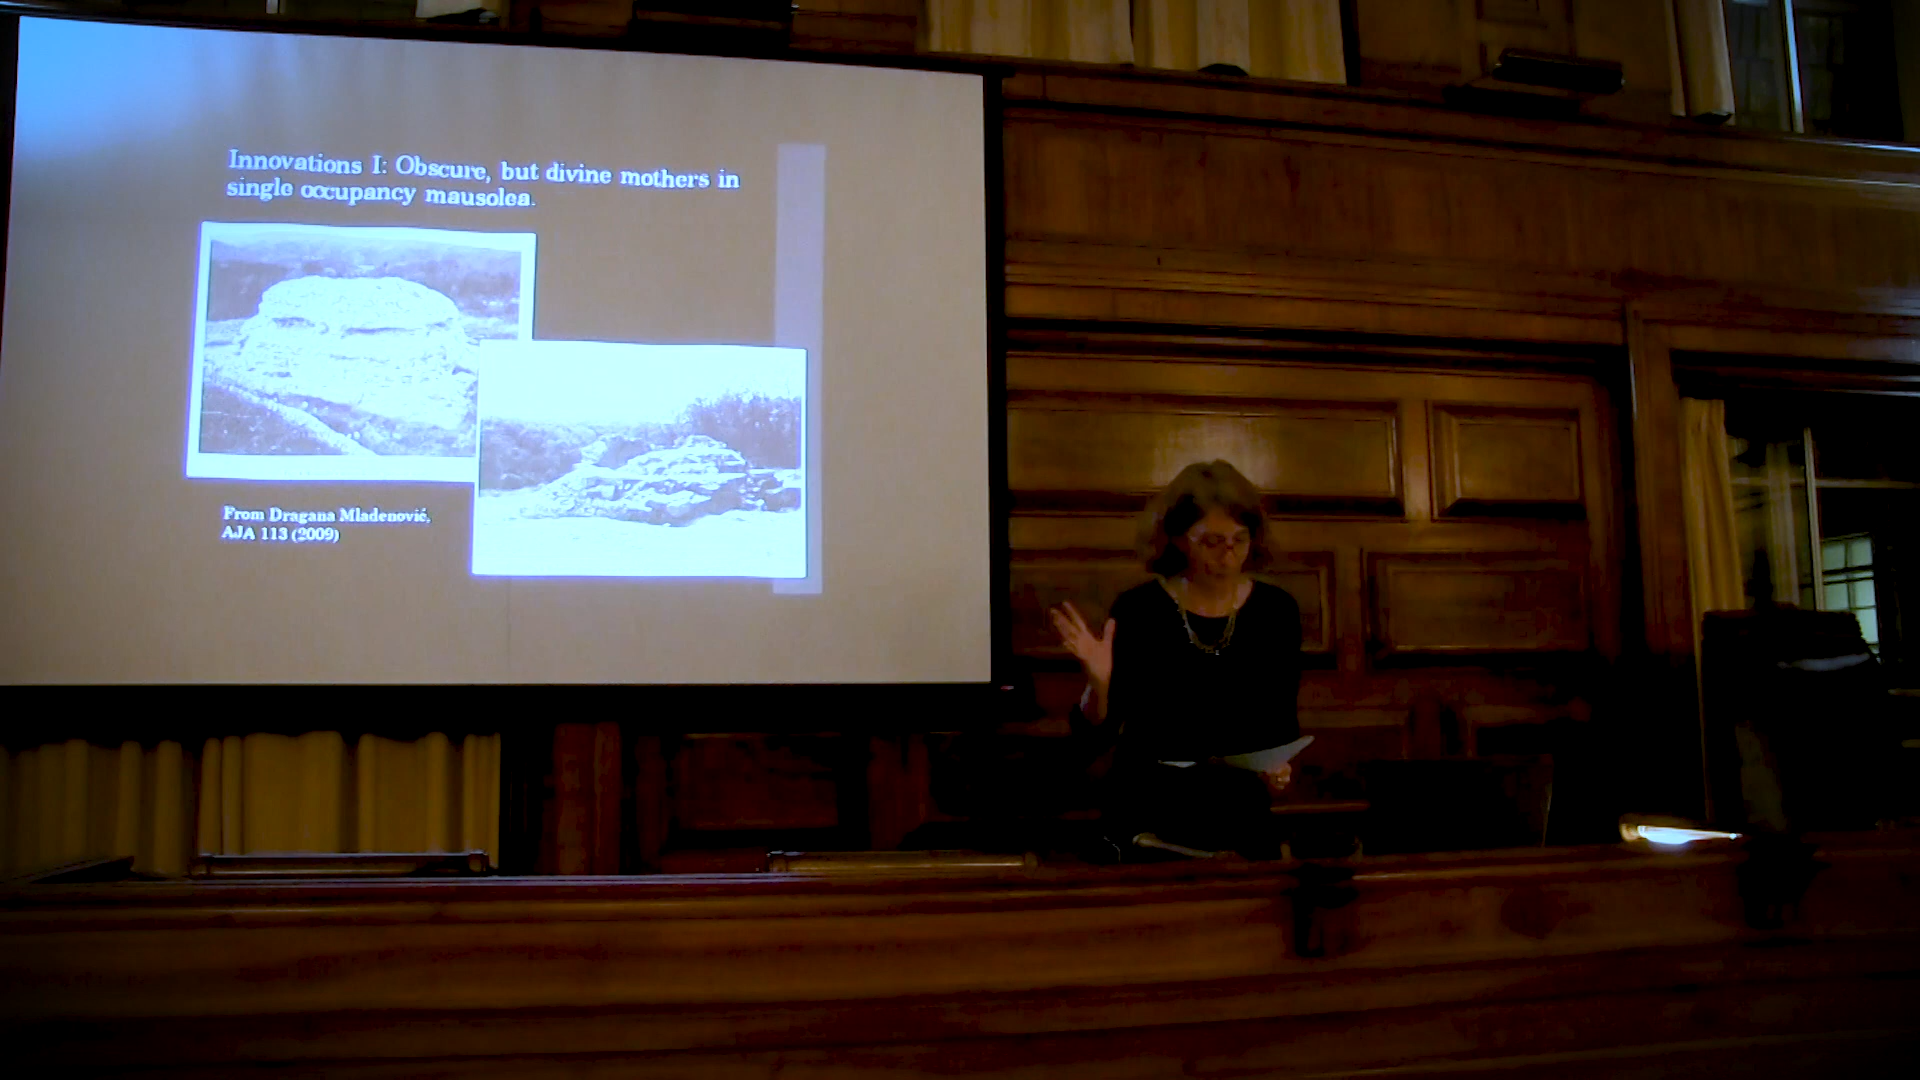 Innovations I: Obscure, but divine mothers in
single occupancy mausolea.
From Dragana Mladenović,
AJA 113 (2009)